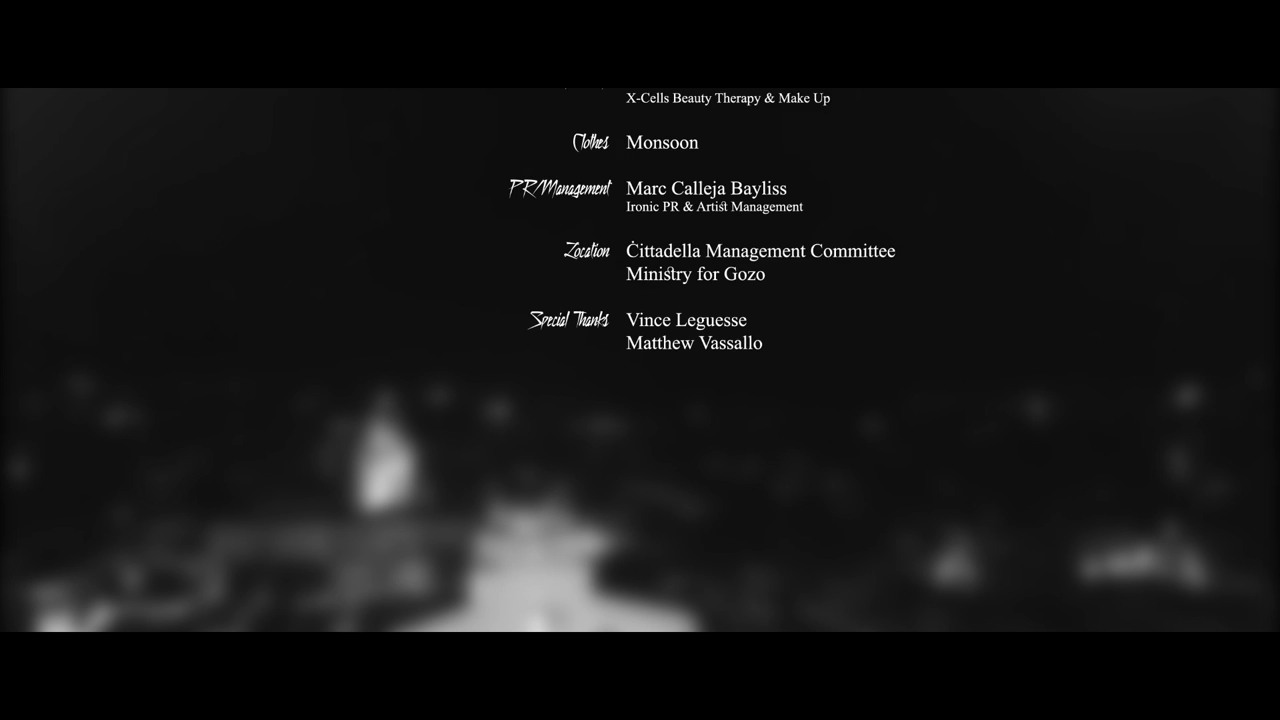 X-Cells Beauty Therapy & Make Up
Clothes Monsoon
PR/Management Marc Calleja Bayliss
Ironic PR & Artist Management
Location Ċittadella Management Committee
Ministry for Gozo
Special Thanks Vince Leguesse
Matthew Vassallo